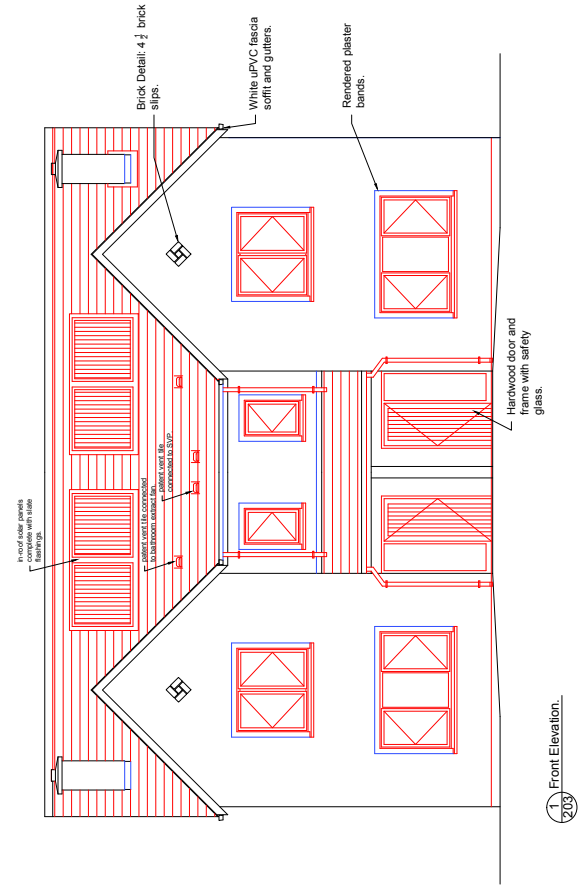 in-roof solar panels
complete with slate
flashings.
patent vent tile connected
to bathroom extract fan.
patent vent tile
connected to SVP.
Brick Detail: 4 1/2 brick
slips.
White uPVC fascia
soffit and gutters.
Rendered plaster
bands.
Hardwood door and
frame with safety
glass.
1
203
Front Elevation.